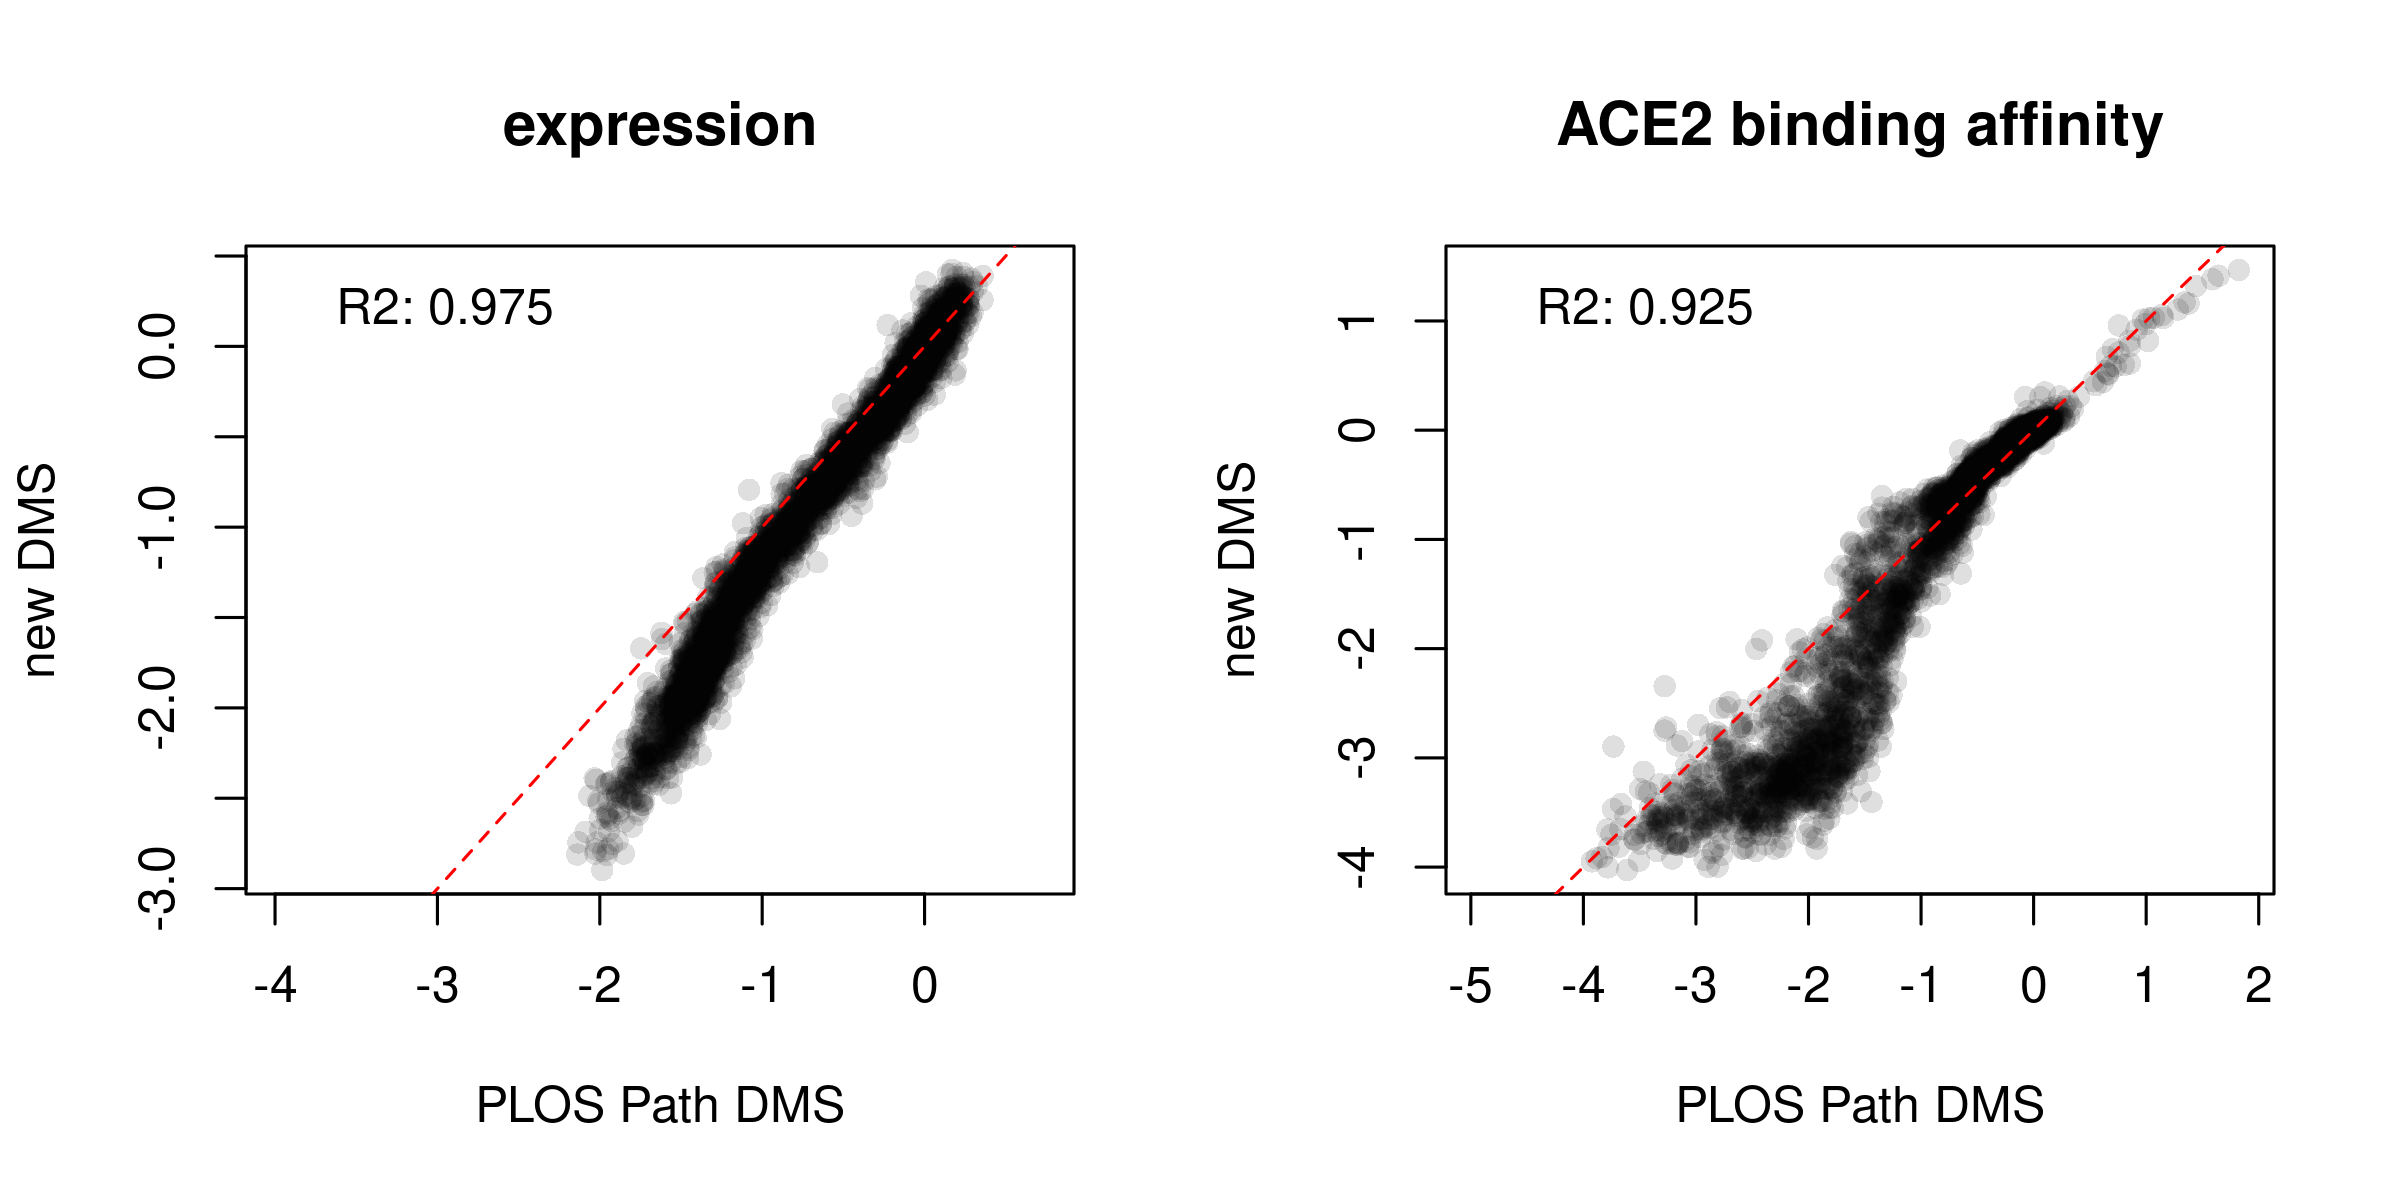 expression
R2: 0.975
new DMS
0.0
-1.0
-2.0
-3.0
-4 -3 -2 -1 0
PLOS Path DMS
ACE2 binding affinity
R2: 0.925
new DMS
1
0
-1
-2
-3
-4
-5 -4 -3 -2 -1 0 1 2
PLOS Path DMS